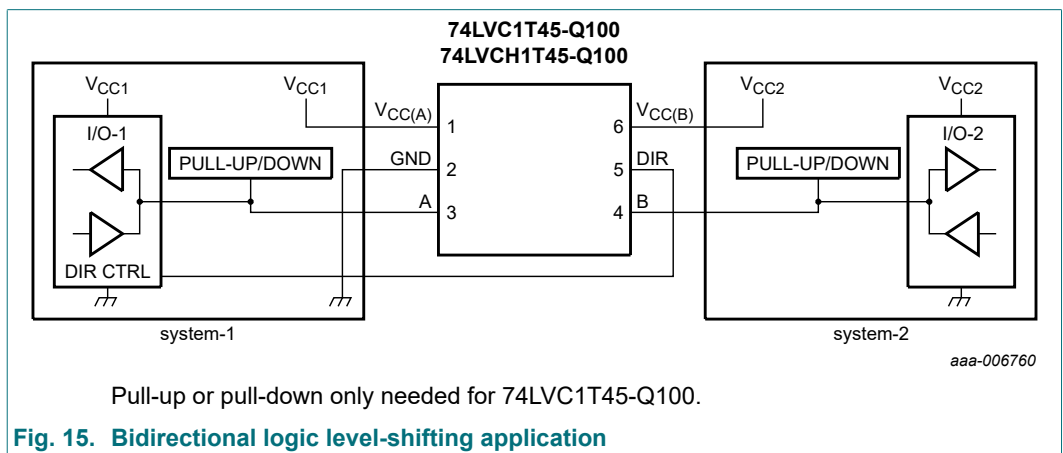 74LVC1T45-Q100
74LVCH1T45-Q100
VCC1
VCC1
VCC(A)
VCC(B)
VCC2
VCC2
I/O-1
1
6
I/O-2
PULL-UP/DOWN
GND
2
5
DIR
PULL-UP/DOWN
A
3
4
B
DIR CTRL
system-1
system-2
aaa-006760
Pull-up or pull-down only needed for 74LVC1T45-Q100.
Fig. 15. Bidirectional logic level-shifting application